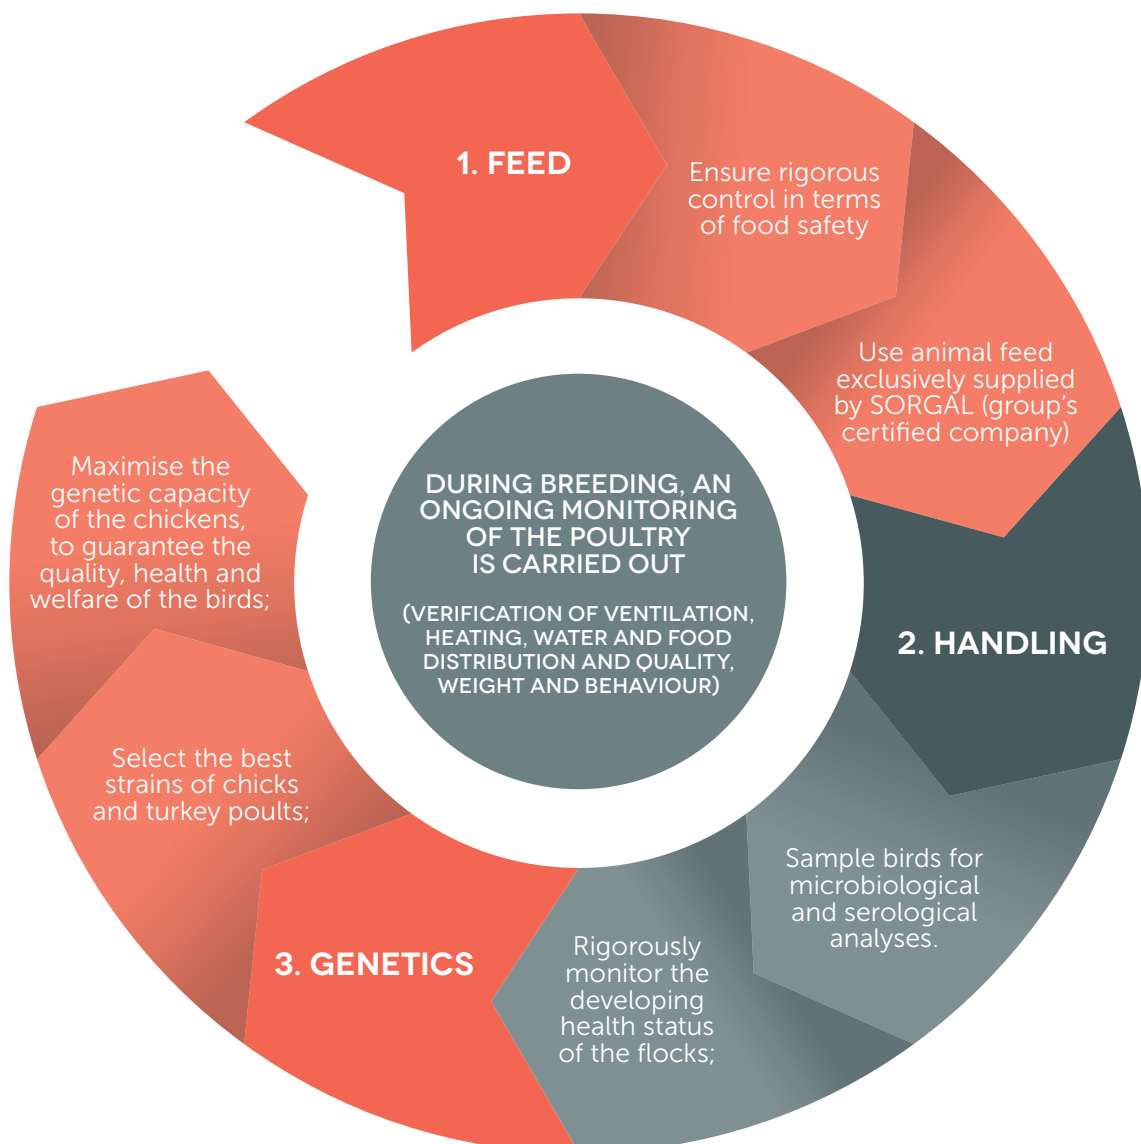 1. FEED
Ensure rigorous
control in terms
of food safety
Use animal feed
exclusively supplied
by SORGAL (group's
certified company)
2. HANDLING
Sample birds for
microbiological
and serological
analyses.
Rigorously
monitor the
developing
health status
of the flocks;
3. GENETICS
Select the best
strains of chicks
and turkey poults;
Maximise the
genetic capacity
of the chickens,
to guarantee the
quality, health and
welfare of the birds;
DURING BREEDING, AN
ONGOING MONITORING
OF THE POULTRY
IS CARRIED OUT
(VERIFICATION OF VENTILATION,
HEATING, WATER AND FOOD
DISTRIBUTION AND QUALITY,
WEIGHT AND BEHAVIOUR)